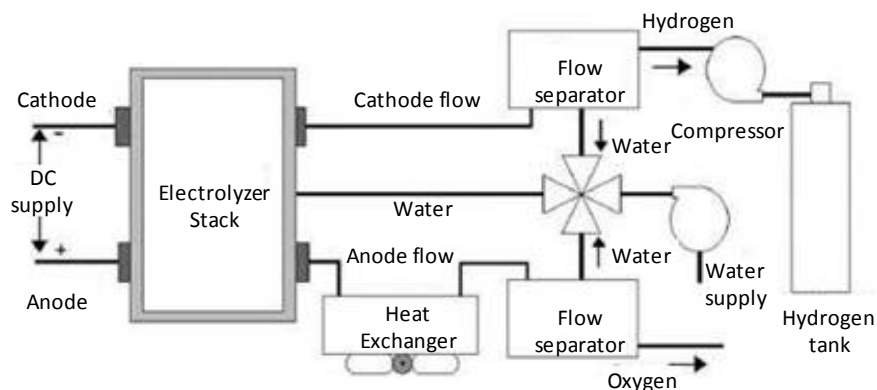 Hydrogen
Flow
separator
Cathode
Cathode flow
-
Compressor
Water
DC
supply
Electrolyzer
Stack
Water
+
Anode flow
Water
Anode
Heat
Exchanger
Flow
separator
Water
supply
Hydrogen
tank
Oxygen